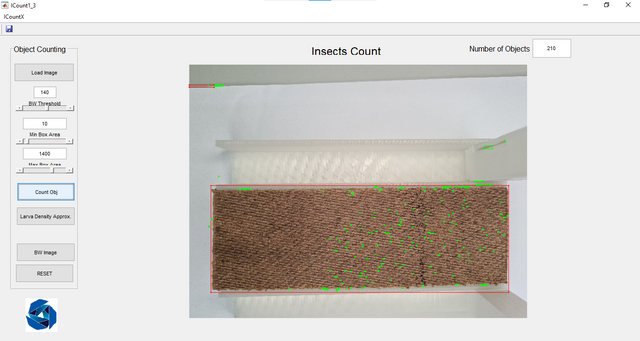 ICount1_3
ICountX
Object Counting
Insects Count
Number of Objects
210
Load Image
140
BW Threshold
10
Min Box Area
1400
Max Box Area
Count Obj
Larva Density Approx.
BW Image
RESET